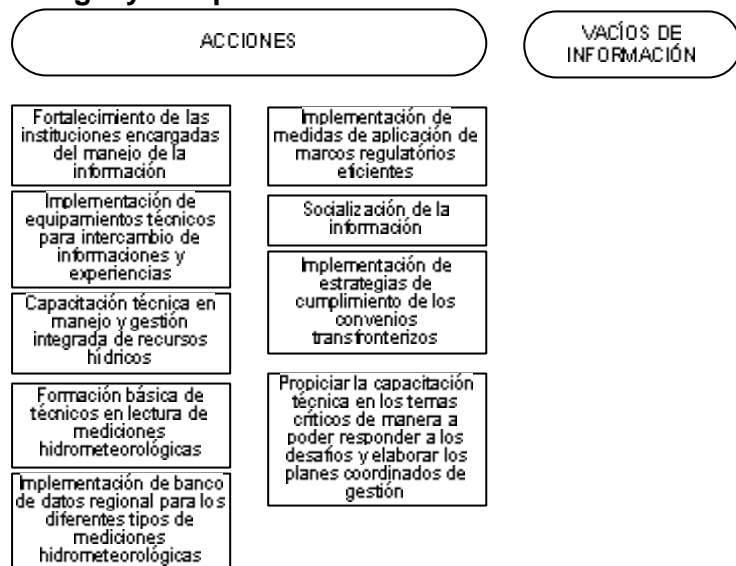 ACCIONES
VACÍOS DE
INFORMACIÓN
Fortalecimiento de las
instituciones encargadas
del manejo de la
información
Implementación de
equipamientos técnicos
para intercambio de
informaciones y
experiencias
Capacitación técnica en
manejo y gestión
integrada de recursos
hídricos
Formación básica de
técnicos en lectura de
mediciones
hidrometeorológicas
Implementación de banco
de datos regional para los
diferentes tipos de
mediciones
hidrometeorológicas
Implementación de
medidas de aplicación de
marcos regulatórios
eficientes
Socialización de la
información
Implementación de
estrategias de
cumplimiento de los
convenios
transfronterizos
Propiciar la capacitación
técnica en los temas
críticos de manera a
poder responder a los
desafíos y elaborar los
planes coordinados de
gestión